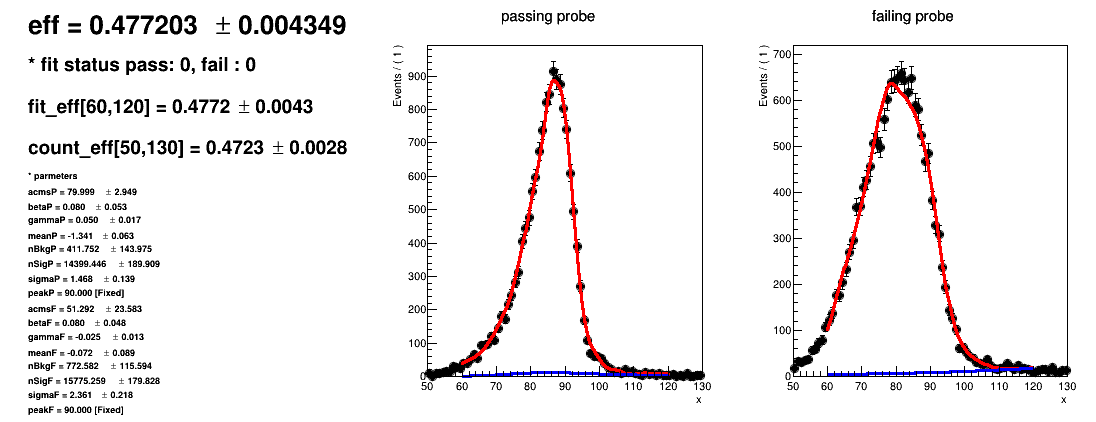 eff = 0.477203 ± 0.004349
* fit status pass: 0, fail : 0
fit_eff[60,120] = 0.4772 ± 0.0043
count_eff[50,130] = 0.4723 ± 0.0028
* parmeters
acmsP = 79.999 ± 2.949
betaP = 0.080 ± 0.053
gammaP = 0.050 ± 0.017
meanP = -1.341 ± 0.063
nBkgP = 411.752 ± 143.975
nSigP = 14399.446 ± 189.909
sigmaP = 1.468 ± 0.139
peakP = 90.000 [Fixed]
acmsF = 51.292 ± 23.583
betaF = 0.080 ± 0.048
gammaF = -0.025 ± 0.013
meanF = -0.072 ± 0.089
nBkgF = 772.582 ± 115.594
nSigF = 15775.259 ± 179.828
sigmaF = 2.361 ± 0.218
peakF = 90.000 [Fixed]
passing probe
Events / ( 1 )
900
800
700
600
500
400
300
200
100
0
50 60 70 80 90 100 110 120 130
x
failing probe
Events / ( 1 )
700
600
500
400
300
200
100
0
50 60 70 80 90 100 110 120 130
x